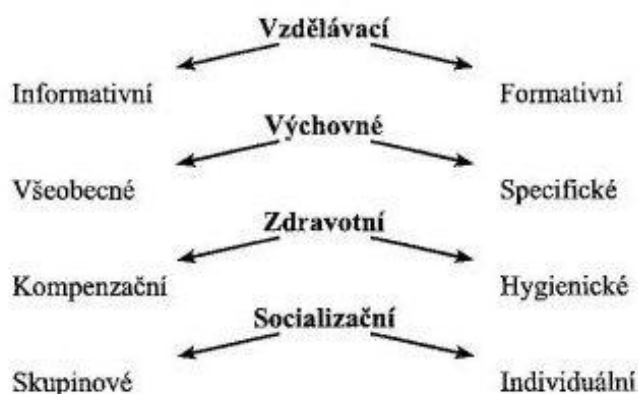 Vzdělávací
Informativní Formativní
Výchovné
Všeobecné Specifické
Zdravotní
Kompenzační Hygienické
Socializační
Skupinové Individuální